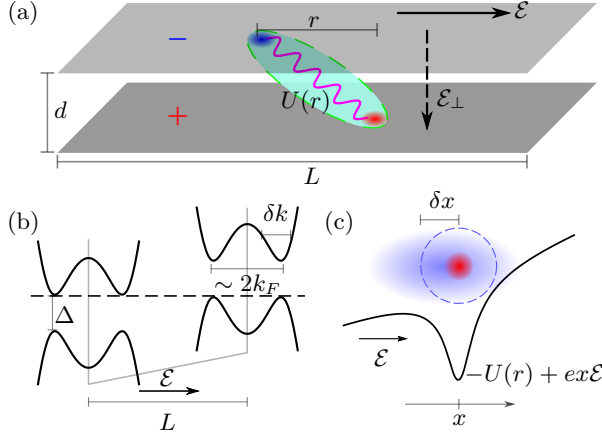 (a)
r
ℰ
−
U(r)
ℰ⊥
d
+
L
(b)
δk
∼ 2k_F
Δ
ℰ
L
(c)
δx
ℰ
−U(r) + exℰ
x